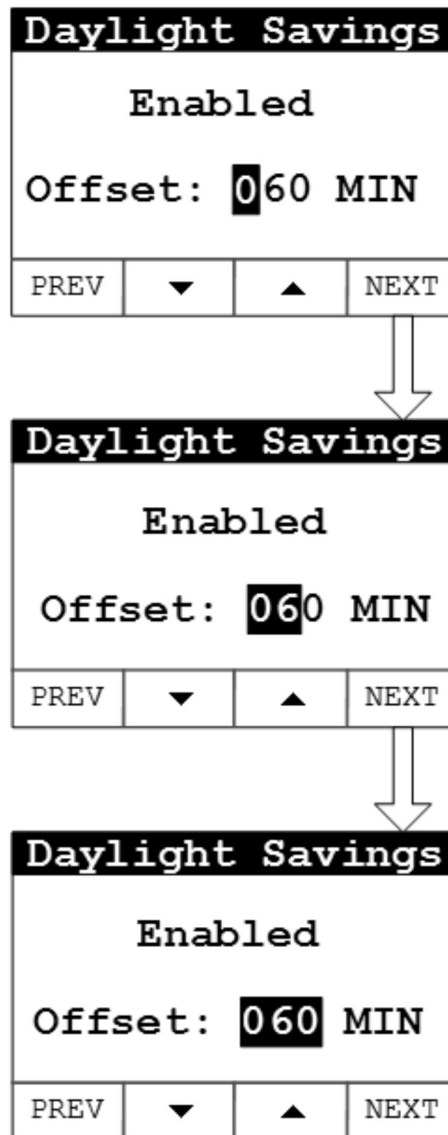 Daylight Savings
Enabled
Offset: 060 MIN
PREV ▼ ▲ NEXT
Daylight Savings
Enabled
Offset: 060 MIN
PREV ▼ ▲ NEXT
Daylight Savings
Enabled
Offset: 060 MIN
PREV ▼ ▲ NEXT